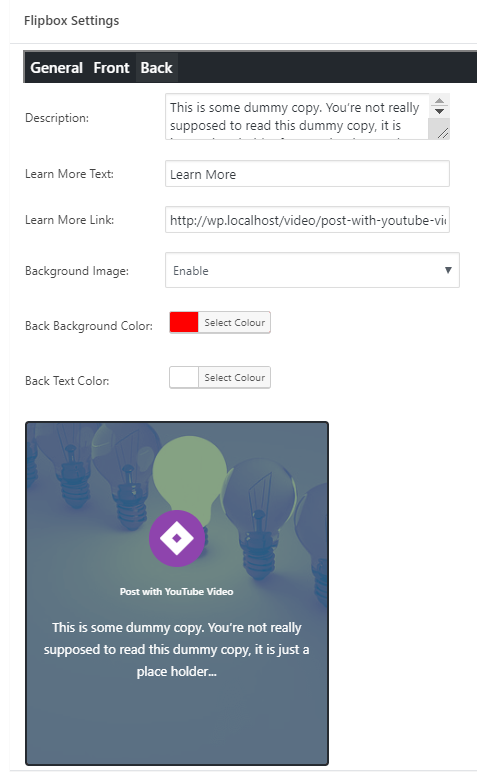 Flipbox Settings
General Front Back
Description:
This is some dummy copy. You're not really
supposed to read this dummy copy, it is
Learn More Text:
Learn More
Learn More Link:
http://wp.localhost/video/post-with-youtube-vi
Background Image:
Enable
Back Background Color:
Select Colour
Back Text Color:
Select Colour
Post with YouTube Video
This is some dummy copy. You're not really
supposed to read this dummy copy, it is just a
place holder...